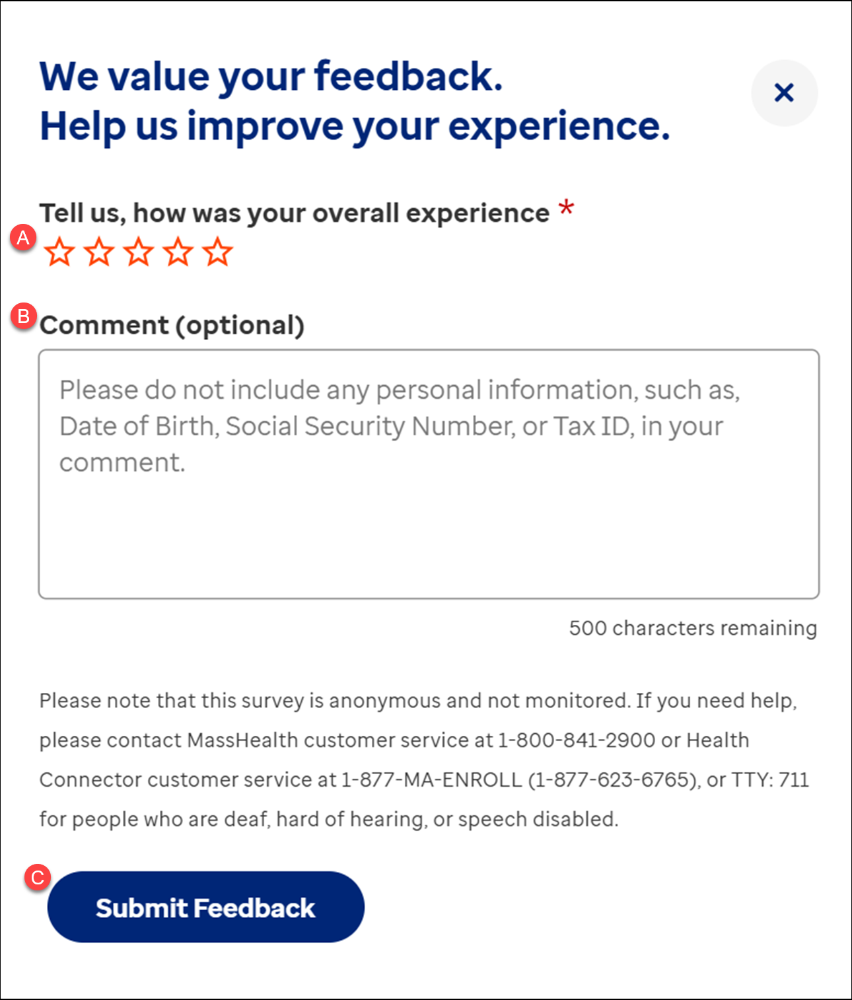 We value your feedback.
Help us improve your experience.
Tell us, how was your overall experience *
A
B
Comment (optional)
Please do not include any personal information, such as,
Date of Birth, Social Security Number, or Tax ID, in your
comment.
500 characters remaining
Please note that this survey is anonymous and not monitored. If you need help,
please contact MassHealth customer service at 1-800-841-2900 or Health
Connector customer service at 1-877-MA-ENROLL (1-877-623-6765), or TTY: 711
for people who are deaf, hard of hearing, or speech disabled.
C
Submit Feedback